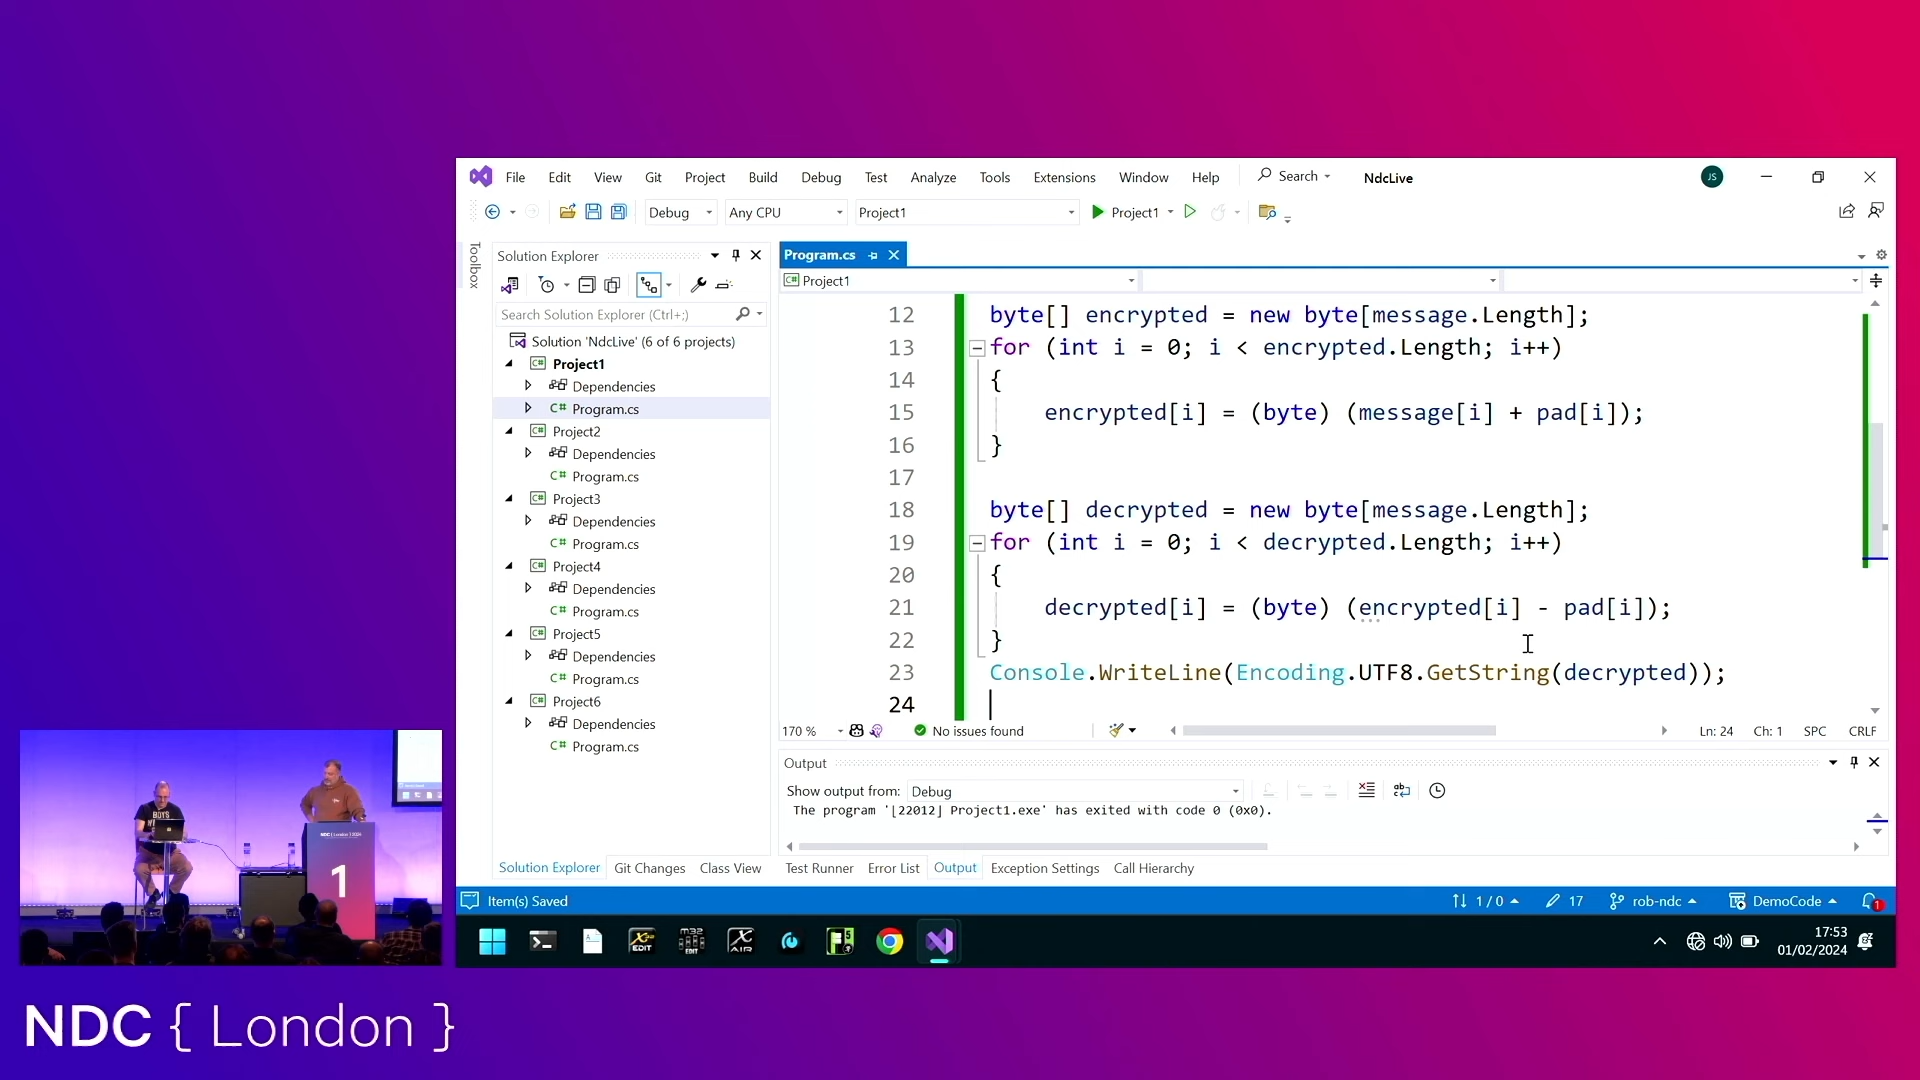 File Edit View Git Project Build Debug Test Analyze Tools Extensions Window Help Search NdcLive JS
Debug Any CPU Project1 Project1
Toolbox
Solution Explorer
Search Solution Explorer (Ctrl+;)
Solution 'NdcLive' (6 of 6 projects)
Project1
Dependencies
C# Program.cs
Project2
Dependencies
C# Program.cs
Project3
Dependencies
C# Program.cs
Project4
Dependencies
C# Program.cs
Project5
Dependencies
C# Program.cs
Project6
Dependencies
C# Program.cs
Program.cs
Project1
12 byte[] encrypted = new byte[message.Length];
13 for (int i = 0; i < encrypted.Length; i++)
14 {
15 encrypted[i] = (byte) (message[i] + pad[i]);
16 }
17
18 byte[] decrypted = new byte[message.Length];
19 for (int i = 0; i < decrypted.Length; i++)
20 {
21 decrypted[i] = (byte) (encrypted[i] - pad[i]);
22 }
23 Console.WriteLine(Encoding.UTF8.GetString(decrypted));
24
170 % No issues found Ln: 24 Ch: 1 SPC CRLF
Output
Show output from: Debug
The program '[22012] Project1.exe' has exited with code 0 (0x0).
Solution Explorer Git Changes Class View Test Runner Error List Output Exception Settings Call Hierarchy
Item(s) Saved 1 / 0 17 rob-ndc DemoCode 1
EDIT M32 EDIT X AIR 5
17:53
01/02/2024
1
NDC { London }